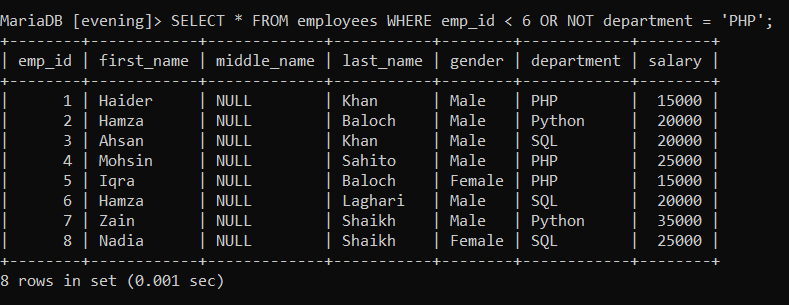 MariaDB [evening]> SELECT * FROM employees WHERE emp_id < 6 OR NOT department = 'PHP';
+--------+------------+-------------+-----------+--------+------------+--------+
| emp_id | first_name | middle_name | last_name | gender | department | salary |
+--------+------------+-------------+-----------+--------+------------+--------+
|      1 | Haider     | NULL        | Khan      | Male   | PHP        |  15000 |
|      2 | Hamza      | NULL        | Baloch    | Male   | Python     |  20000 |
|      3 | Ahsan      | NULL        | Khan      | Male   | SQL        |  20000 |
|      4 | Mohsin     | NULL        | Sahito    | Male   | PHP        |  25000 |
|      5 | Iqra       | NULL        | Baloch    | Female | PHP        |  15000 |
|      6 | Hamza      | NULL        | Laghari   | Male   | SQL        |  20000 |
|      7 | Zain       | NULL        | Shaikh    | Male   | Python     |  35000 |
|      8 | Nadia      | NULL        | Shaikh    | Female | SQL        |  25000 |
+--------+------------+-------------+-----------+--------+------------+--------+
8 rows in set (0.001 sec)